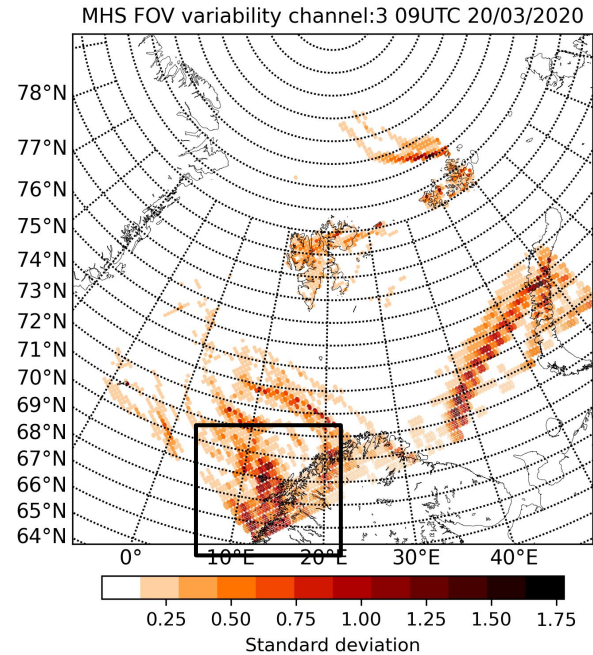 MHS FOV variability channel:3 09UTC 20/03/2020
78°N
77°N
76°N
75°N
74°N
73°N
72°N
71°N
70°N
69°N
68°N
67°N
66°N
65°N
64°N
0° 10°E 20°E 30°E 40°E
0.25 0.50 0.75 1.00 1.25 1.50 1.75
Standard deviation